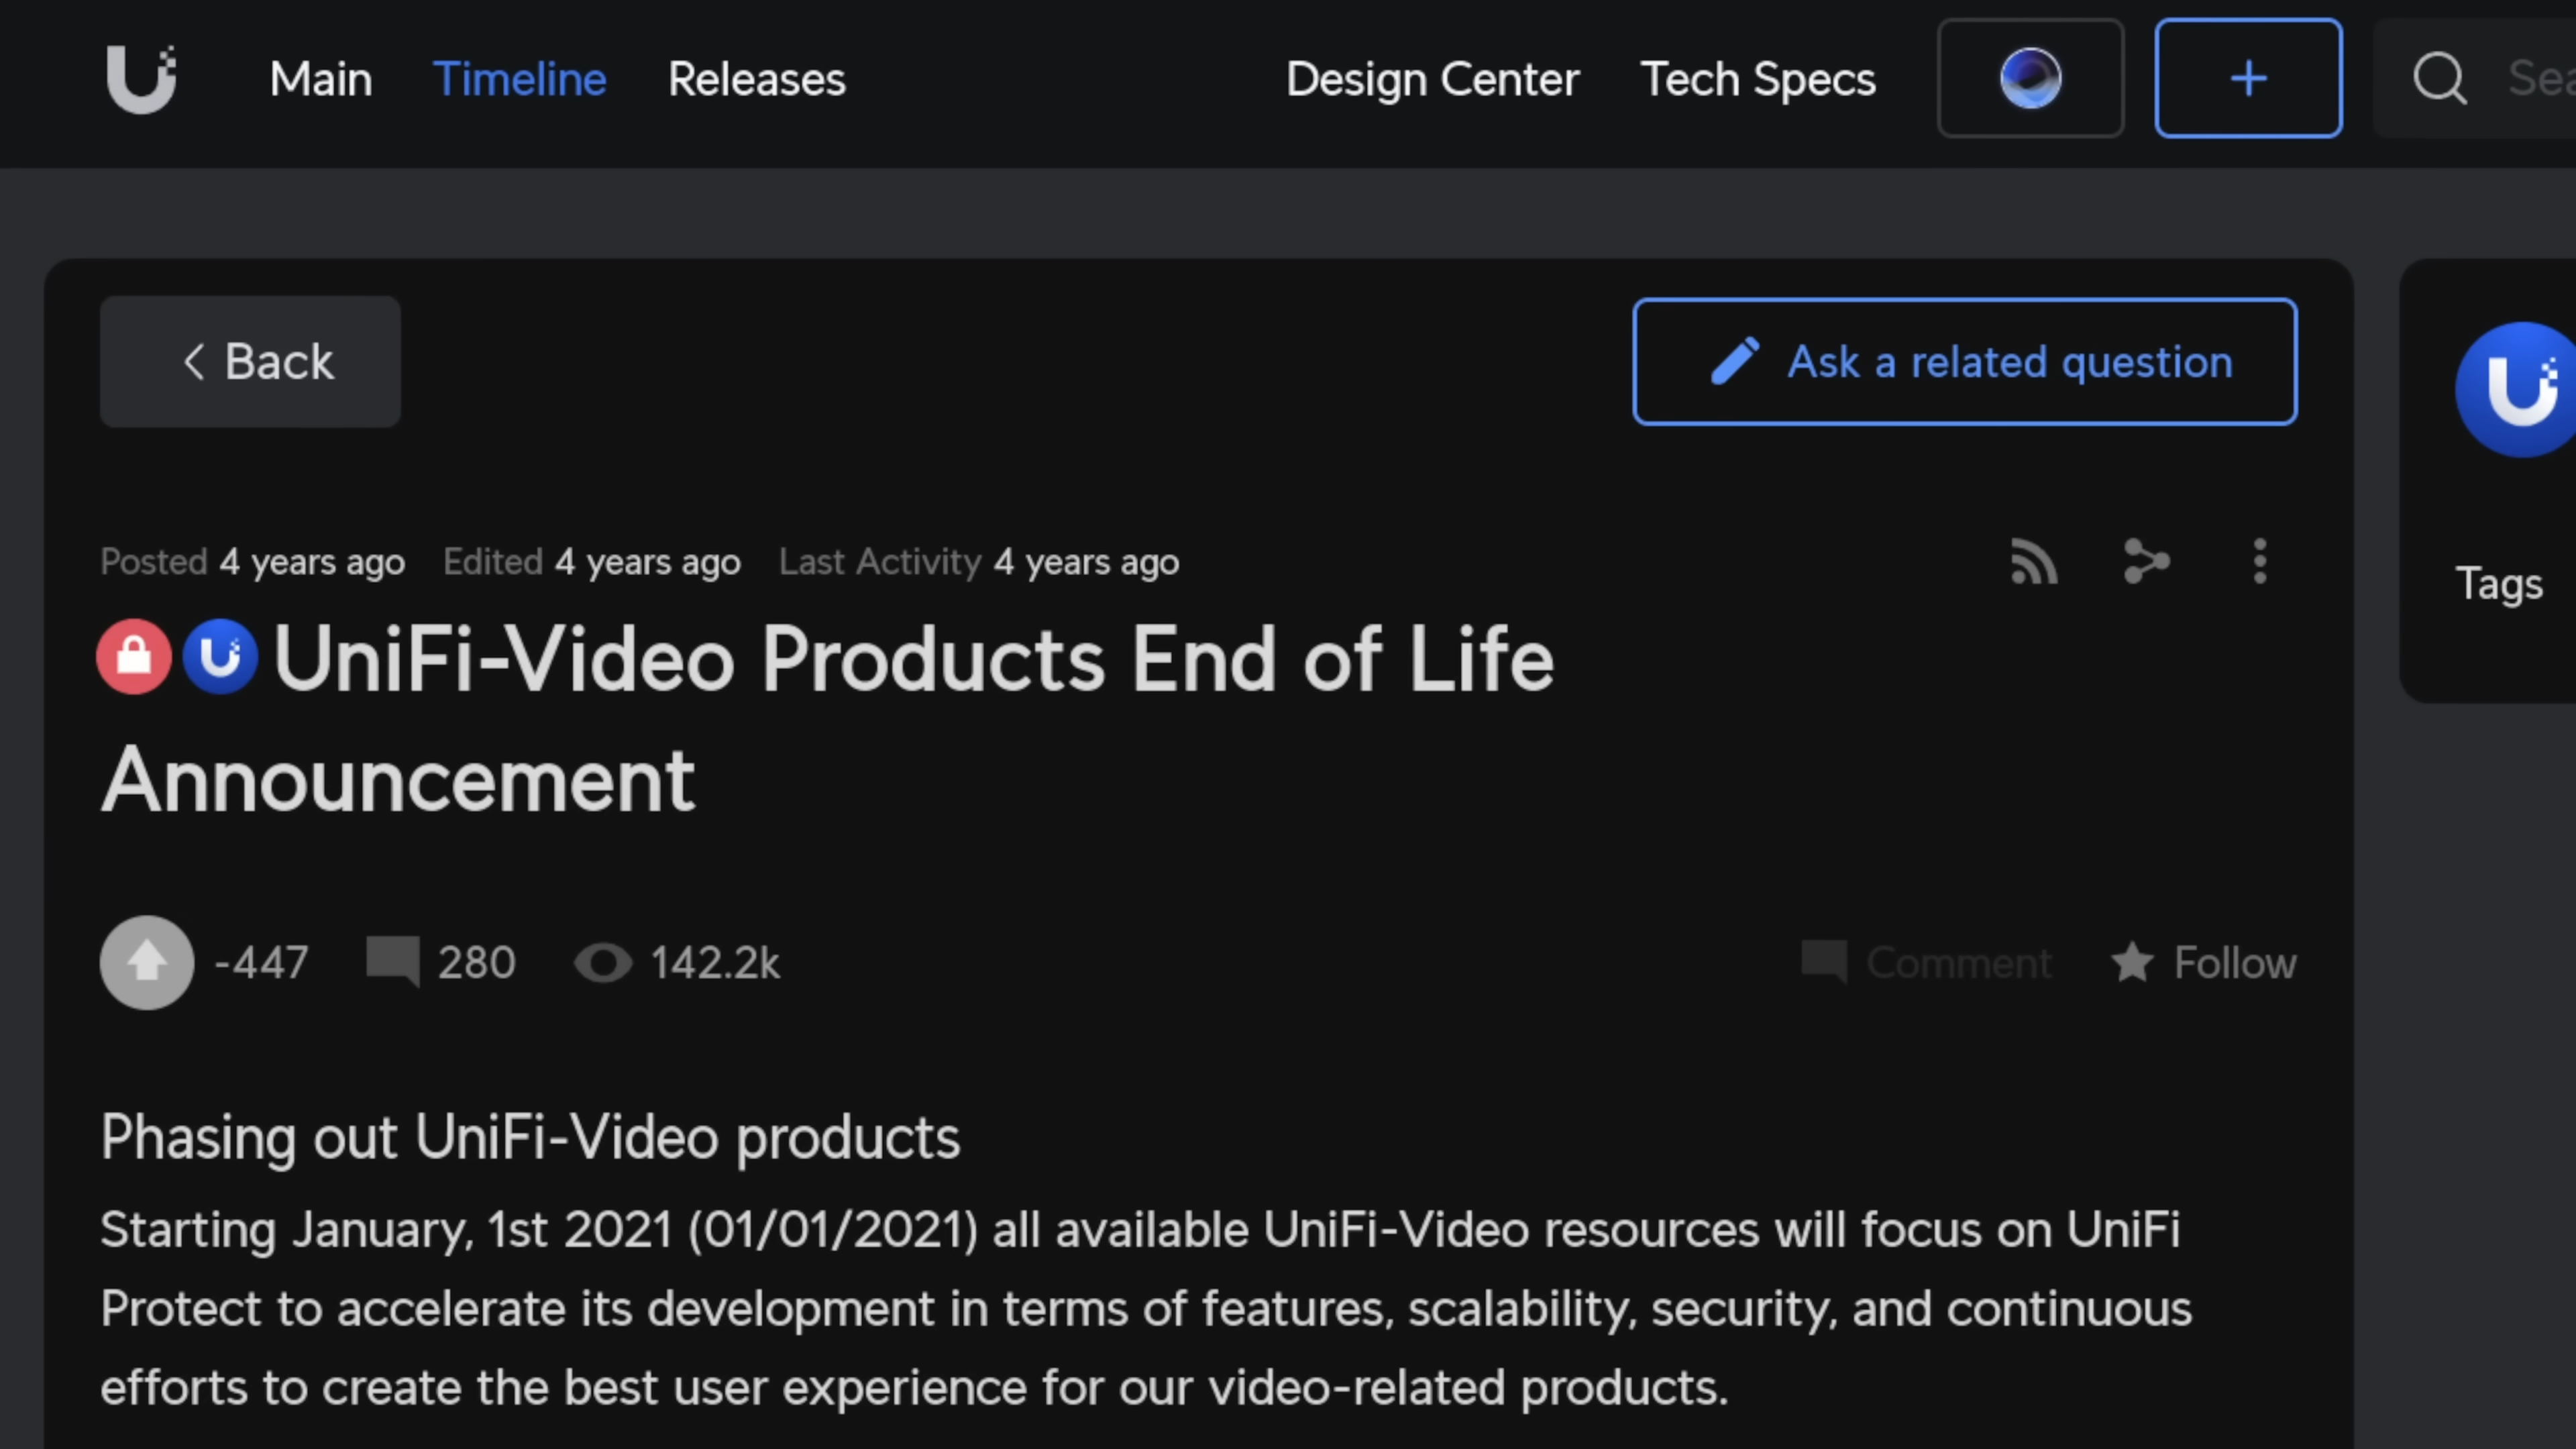 Main Timeline Releases Design Center Tech Specs + Sea
< Back Ask a related question
Posted 4 years ago Edited 4 years ago Last Activity 4 years ago
Tags
UniFi-Video Products End of Life
Announcement
-447 280 142.2k Comment Follow
Phasing out UniFi-Video products
Starting January, 1st 2021 (01/01/2021) all available UniFi-Video resources will focus on UniFi
Protect to accelerate its development in terms of features, scalability, security, and continuous
efforts to create the best user experience for our video-related products.